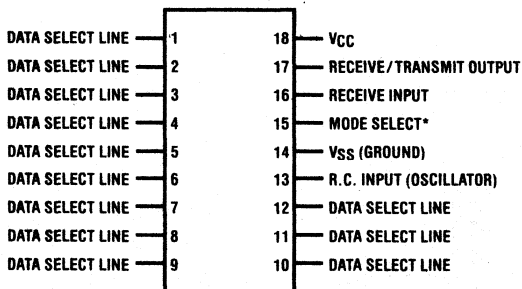 DATA SELECT LINE 1 18 VCC
DATA SELECT LINE 2 17 RECEIVE/TRANSMIT OUTPUT
DATA SELECT LINE 3 16 RECEIVE INPUT
DATA SELECT LINE 4 15 MODE SELECT*
DATA SELECT LINE 5 14 VSS (GROUND)
DATA SELECT LINE 6 13 R.C. INPUT (OSCILLATOR)
DATA SELECT LINE 7 12 DATA SELECT LINE
DATA SELECT LINE 8 11 DATA SELECT LINE
DATA SELECT LINE 9 10 DATA SELECT LINE